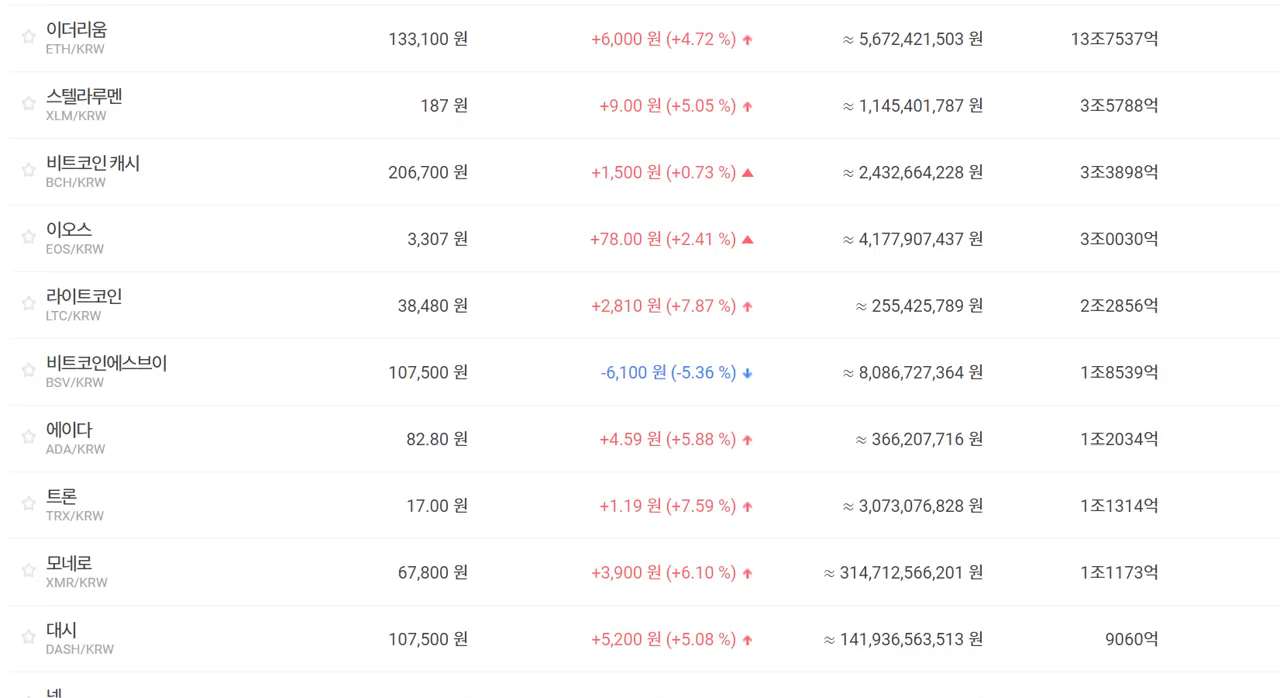 이더리움
ETH/KRW
133,100 원
+6,000 원 (+4.72 %)
≈ 5,672,421,503 원
13조7537억
스텔라루멘
XLM/KRW
187 원
+9.00 원 (+5.05 %)
≈ 1,145,401,787 원
3조5788억
비트코인 캐시
BCH/KRW
206,700 원
+1,500 원 (+0.73 %)
≈ 2,432,664,228 원
3조3898억
이오스
EOS/KRW
3,307 원
+78.00 원 (+2.41 %)
≈ 4,177,907,437 원
3조0030억
라이트코인
LTC/KRW
38,480 원
+2,810 원 (+7.87 %)
≈ 255,425,789 원
2조2856억
비트코인에스브이
BSV/KRW
107,500 원
-6,100 원 (-5.36 %)
≈ 8,086,727,364 원
1조8539억
에이다
ADA/KRW
82.80 원
+4.59 원 (+5.88 %)
≈ 366,207,716 원
1조2034억
트론
TRX/KRW
17.00 원
+1.19 원 (+7.59 %)
≈ 3,073,076,828 원
1조1314억
모네로
XMR/KRW
67,800 원
+3,900 원 (+6.10 %)
≈ 314,712,566,201 원
1조1173억
대시
DASH/KRW
107,500 원
+5,200 원 (+5.08 %)
≈ 141,936,563,513 원
9060억